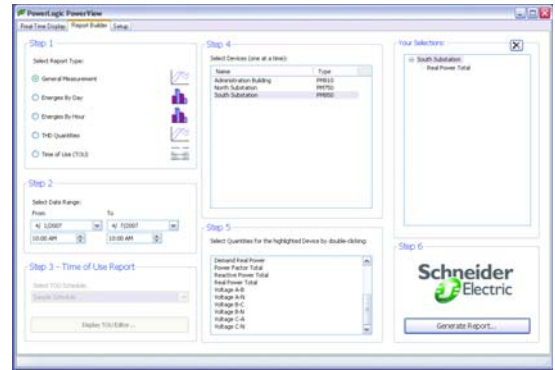 PowerLogic PowerView
Real-Time Display Report Builder Setup
Step 1
Select Report Type:
General Measurement
Energies By Day
Energies By Hour
THD Quantities
Time of Use (TOU)
Step 2
Select Date Range:
From To
4/ 1/2007 4/ 7/2007
10:00 AM 10:00 AM
Step 3 - Time of Use Report
Select TOU Schedule:
Sample Schedule
Display TOU Editor ...
Step 4
Select Devices (one at a time):
Name Type
Administration Building PM810
North Substation PM750
South Substation PM850
Step 5
Select Quantities for the highlighted Device by double-clicking:
Demand Real Power
Power Factor Total
Reactive Power Total
Real Power Total
Voltage A-B
Voltage A-N
Voltage B-C
Voltage B-N
Voltage C-A
Voltage C-N
Your Selections:
South Substation
Real Power Total
Step 6
Schneider
Electric
Generate Report...